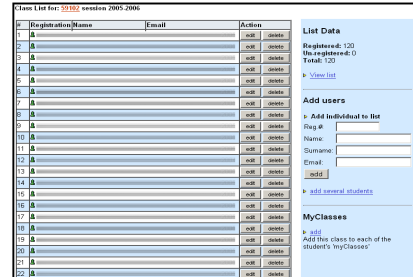 Class List for: 59102 session 2005-2006
# Registration Name Email Action
1 edit delete
2 edit delete
3 edit delete
4 edit delete
5 edit delete
6 edit delete
7 edit delete
8 edit delete
9 edit delete
10 edit delete
11 edit delete
12 edit delete
13 edit delete
14 edit delete
15 edit delete
16 edit delete
17 edit delete
18 edit delete
19 edit delete
20 edit delete
21 edit delete
22 edit delete
List Data
Registered: 120
Un-registered: 0
Total: 120
View list
Add users
Add individual to list
Reg.#:
Name:
Surname:
Email:
add
add several students
MyClasses
add
Add this class to each of the
student's 'myClasses'